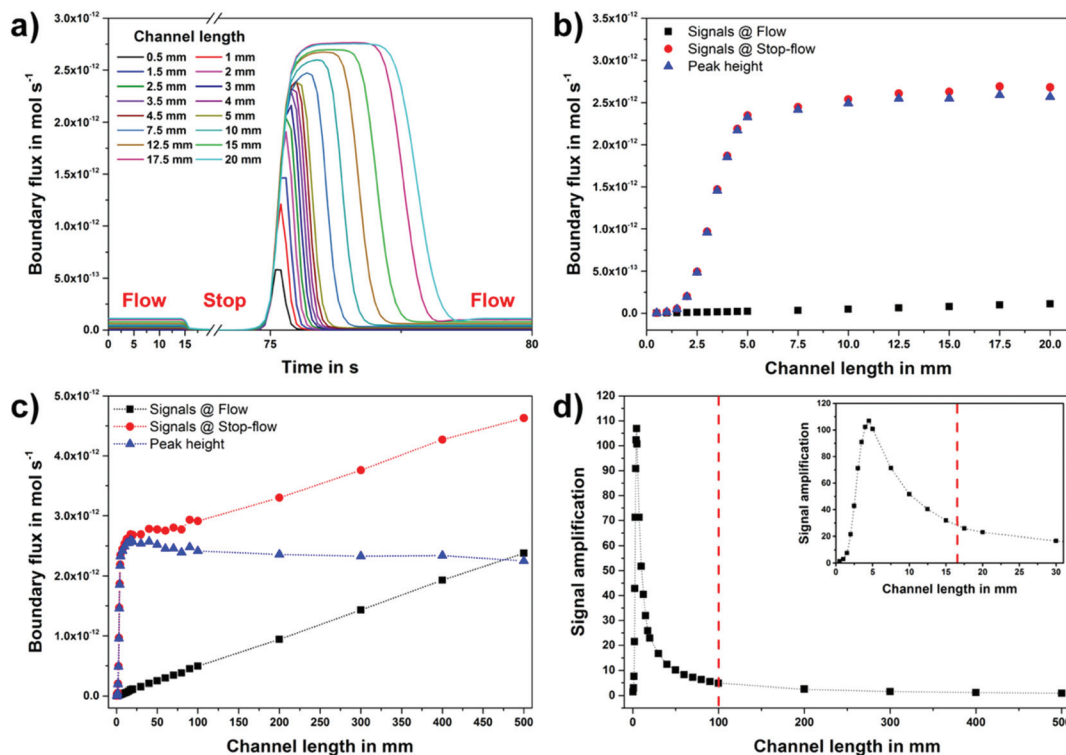 a)
3.0x10⁻¹²
2.5x10⁻¹²
2.0x10⁻¹²
1.5x10⁻¹²
1.0x10⁻¹²
5.0x10⁻¹³
0.0
Boundary flux in mol s⁻¹
Channel length
0.5 mm 1 mm
1.5 mm 2 mm
2.5 mm 3 mm
3.5 mm 4 mm
4.5 mm 5 mm
7.5 mm 10 mm
12.5 mm 15 mm
17.5 mm 20 mm
Flow Stop Flow
0 5 10 15 75 80
Time in s
b)
3.5x10⁻¹²
3.0x10⁻¹²
2.5x10⁻¹²
2.0x10⁻¹²
1.5x10⁻¹²
1.0x10⁻¹²
5.0x10⁻¹³
0.0
Boundary flux in mol s⁻¹
Signals @ Flow
Signals @ Stop-flow
Peak height
0.0 2.5 5.0 7.5 10.0 12.5 15.0 17.5 20.0
Channel length in mm
c)
5.0x10⁻¹²
4.0x10⁻¹²
3.0x10⁻¹²
2.0x10⁻¹²
1.0x10⁻¹²
0.0
Boundary flux in mol s⁻¹
Signals @ Flow
Signals @ Stop-flow
Peak height
0 50 100 150 200 250 300 350 400 450 500
Channel length in mm
d)
120
110
100
90
80
70
60
50
40
30
20
10
0
Signal amplification
0 100 200 300 400 500
Channel length in mm
120
100
80
60
40
20
0
Signal amplification
0 5 10 15 20 25 30
Channel length in mm